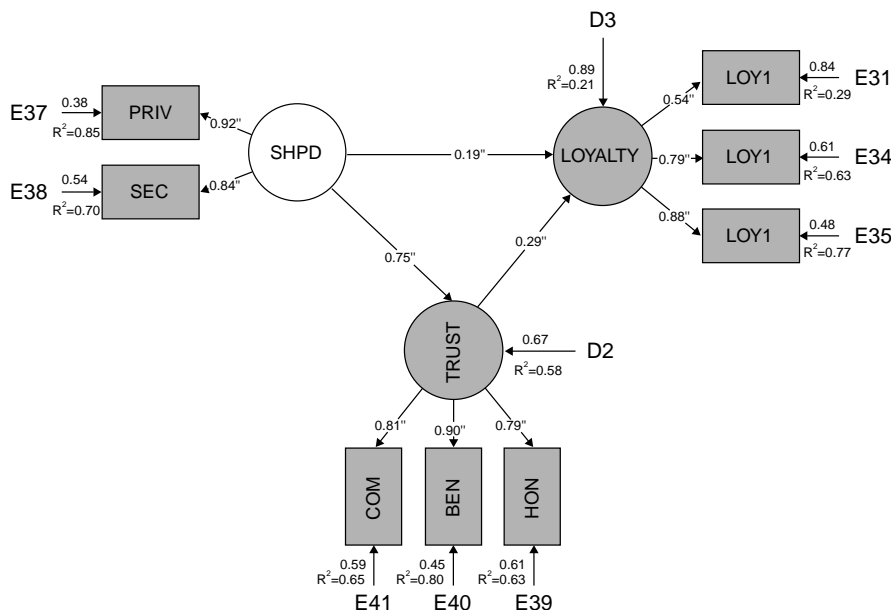 D3
0.89
R²=0.21
LOY1
0.84
E31
R²=0.29
0.54"
E37
0.38
R²=0.85
PRIV
0.92"
SHPD
0.19"
LOYALTY
0.79"
LOY1
0.61
E34
R²=0.63
E38
0.54
R²=0.70
SEC
0.84"
0.88"
LOY1
0.48
E35
R²=0.77
0.75"
0.29"
TRUST
0.67
D2
R²=0.58
0.81"
0.90"
0.79"
COM
BEN
HON
0.59
R²=0.65
0.45
R²=0.80
0.61
R²=0.63
E41
E40
E39